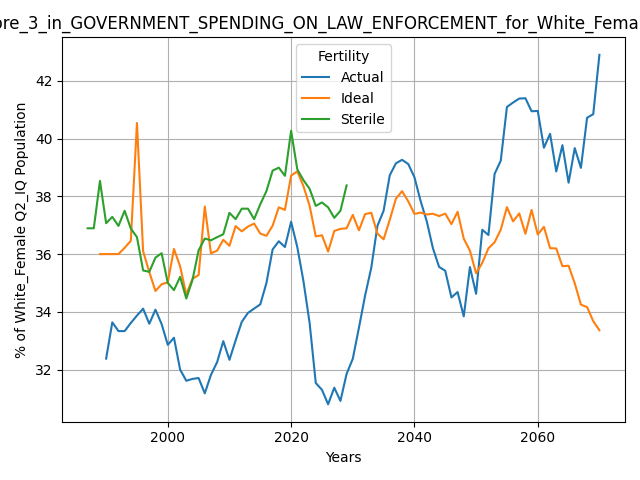 ore_3_in_GOVERNMENT_SPENDING_ON_LAW_ENFORCEMENT_for_White_Fema
Fertility
Actual
Ideal
Sterile
% of White_Female Q2_IQ Population
42
40
38
36
34
32
2000
2020
2040
2060
Years